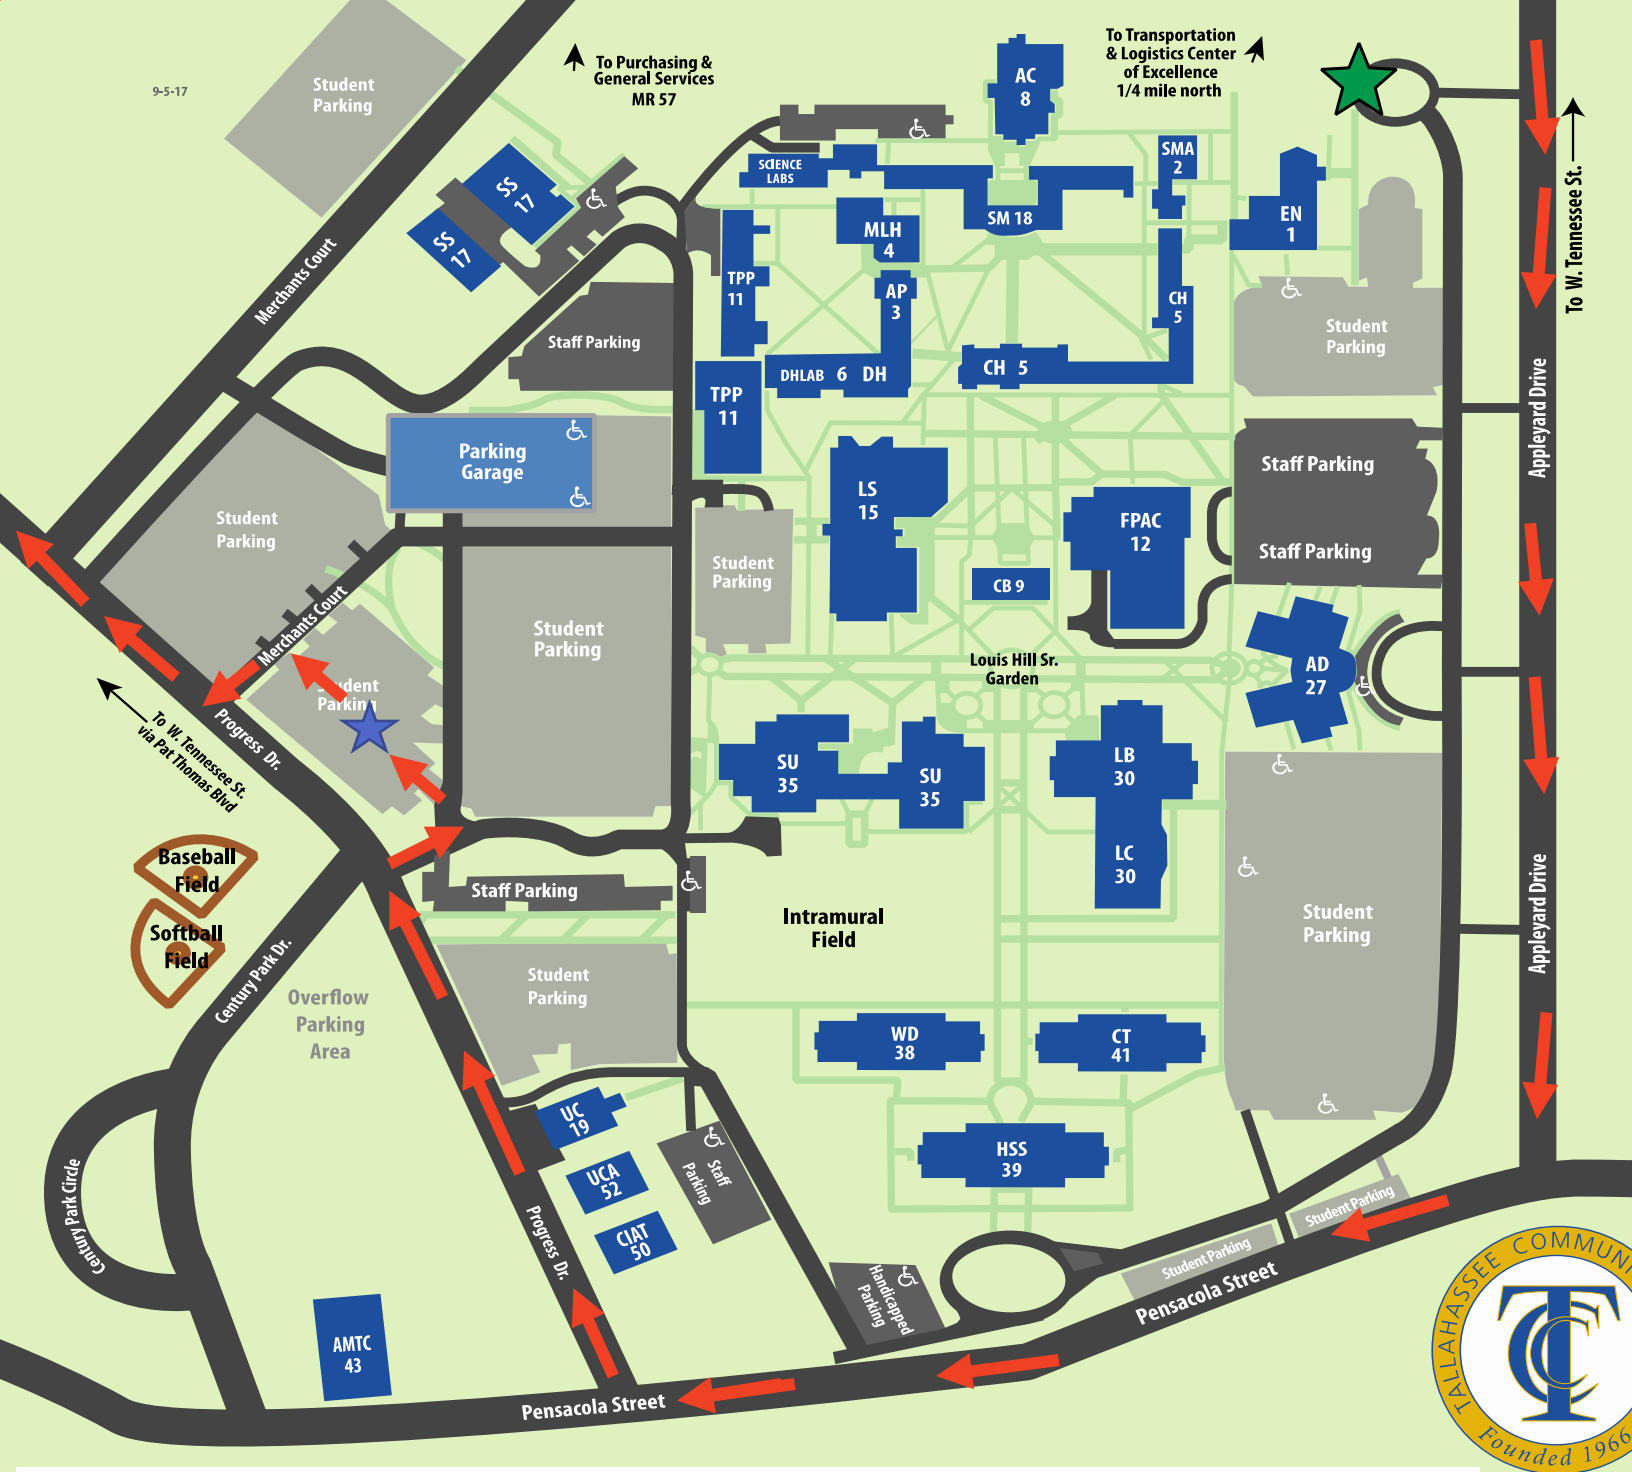 To Transportation
& Logistics Center
of Excellence
1/4 mile north
To Purchasing &
General Services
MR 57
9-5-17
Student
Parking
AC
8
SMA
2
SCIENCE
LABS
SS
17
SS
17
SM 18
EN
1
MLH
4
TPP
11
AP
3
CH
5
To W. Tennessee St.
Merchants Court
Student
Parking
Staff Parking
DHLAB 6 DH
CH 5
TPP
11
Appleyard Drive
Parking
Garage
Staff Parking
LS
15
Student
Parking
FPAC
12
Staff Parking
Student
Parking
CB 9
Merchants Court
Student
Parking
Louis Hill Sr.
Garden
AD
27
Student
Parking
To W. Tennessee St.
via Pat Thomas Blvd
Progress Dr.
SU
35
SU
35
LB
30
LC
30
Baseball
Field
Softball
Field
Staff Parking
Intramural
Field
Student
Parking
Appleyard Drive
Century Park Dr.
Student
Parking
Overflow
Parking
Area
WD
38
CT
41
UC
19
HSS
39
UCA
52
Staff
Parking
CIAT
50
Century Park Circle
Progress Dr.
Student Parking
Student Parking
Handicapped
Parking
Pensacola Street
AMTC
43
Pensacola Street
TALLAHASSEE COMMUNI
TCC
Founded 1966